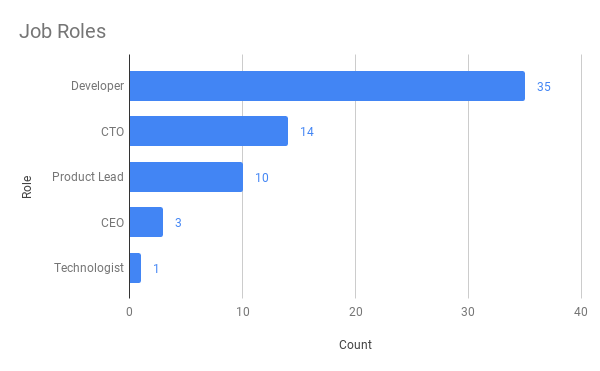 Job Roles
Developer 35
CTO 14
Product Lead 10
Role
CEO 3
Technologist 1
0 10 20 30 40
Count